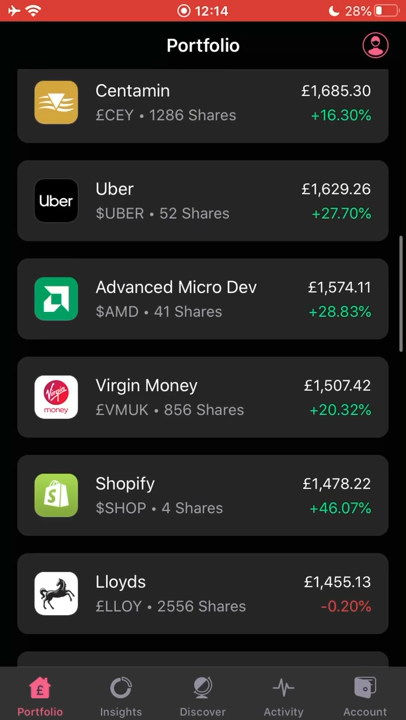 12:14
28%
Portfolio
Centamin
£1,685.30
£CEY • 1286 Shares
+16.30%
Uber
Uber
£1,629.26
$UBER • 52 Shares
+27.70%
Advanced Micro Dev
£1,574.11
$AMD • 41 Shares
+28.83%
Virgin
money
Virgin Money
£1,507.42
£VMUK • 856 Shares
+20.32%
Shopify
£1,478.22
$SHOP • 4 Shares
+46.07%
Lloyds
£1,455.13
£LLOY • 2556 Shares
-0.20%
Portfolio
Insights
Discover
Activity
Account